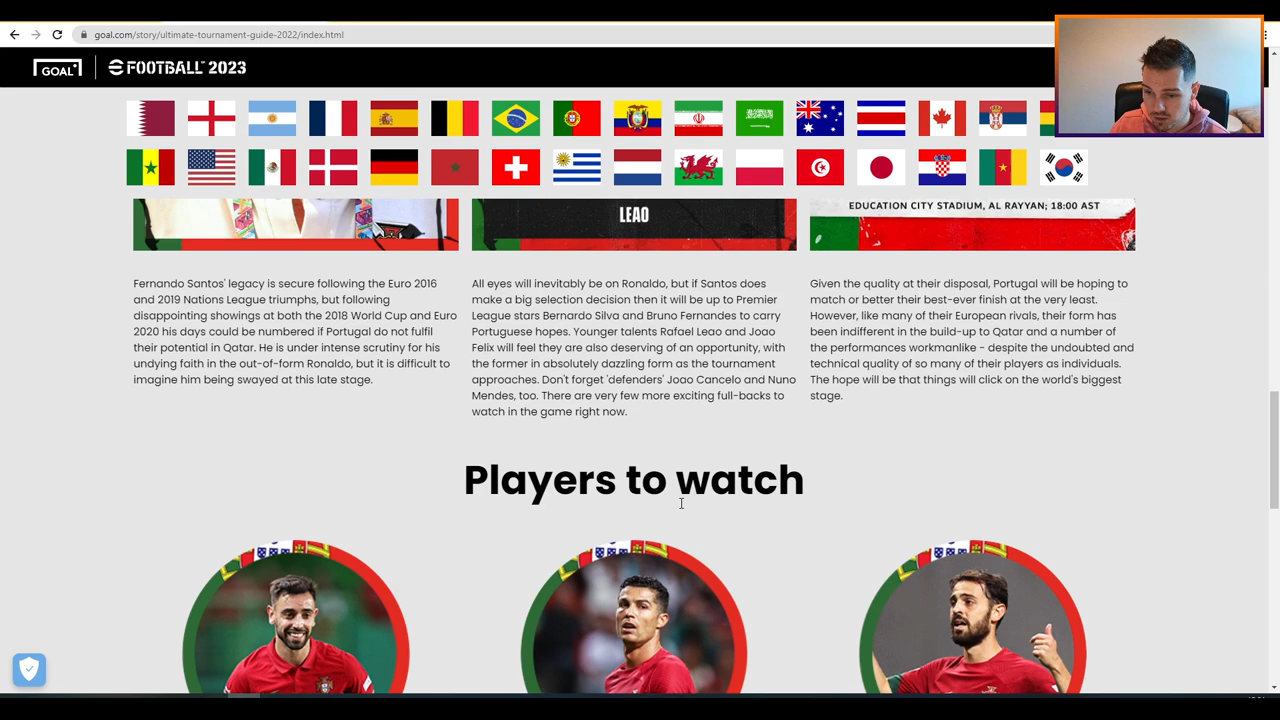 goal.com/story/ultimate-tournament-guide-2022/index.html
GOAL
FOOTBALL™ 2023
LEAO
EDUCATION CITY STADIUM, AL RAYYAN; 18:00 AST
Fernando Santos' legacy is secure following the Euro 2016
and 2019 Nations League triumphs, but following
disappointing showings at both the 2018 World Cup and Euro
2020 his days could be numbered if Portugal do not fulfil
their potential in Qatar. He is under intense scrutiny for his
undying faith in the out-of-form Ronaldo, but it is difficult to
imagine him being swayed at this late stage.
All eyes will inevitably be on Ronaldo, but if Santos does
make a big selection decision then it will be up to Premier
League stars Bernardo Silva and Bruno Fernandes to carry
Portuguese hopes. Younger talents Rafael Leao and Joao
Felix will feel they are also deserving of an opportunity, with
the former in absolutely dazzling form as the tournament
approaches. Don't forget 'defenders' Joao Cancelo and Nuno
Mendes, too. There are very few more exciting full-backs to
watch in the game right now.
Given the quality at their disposal, Portugal will be hoping to
match or better their best-ever finish at the very least.
However, like many of their European rivals, their form has
been indifferent in the build-up to Qatar and a number of
the performances workmanlike - despite the undoubted and
technical quality of so many of their players as individuals.
The hope will be that things will click on the world's biggest
stage.
Players to watch